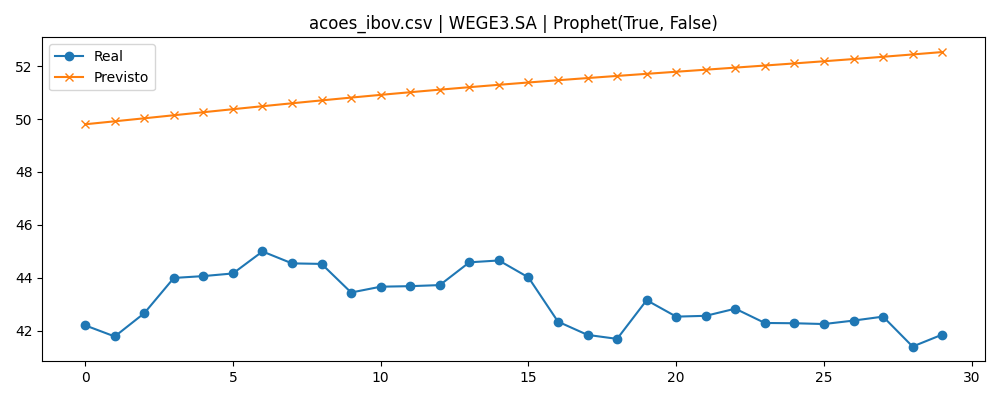 acoes_ibov.csv | WEGE3.SA | Prophet(True, False)
Real
Previsto
52
50
48
46
44
42
0 5 10 15 20 25 30